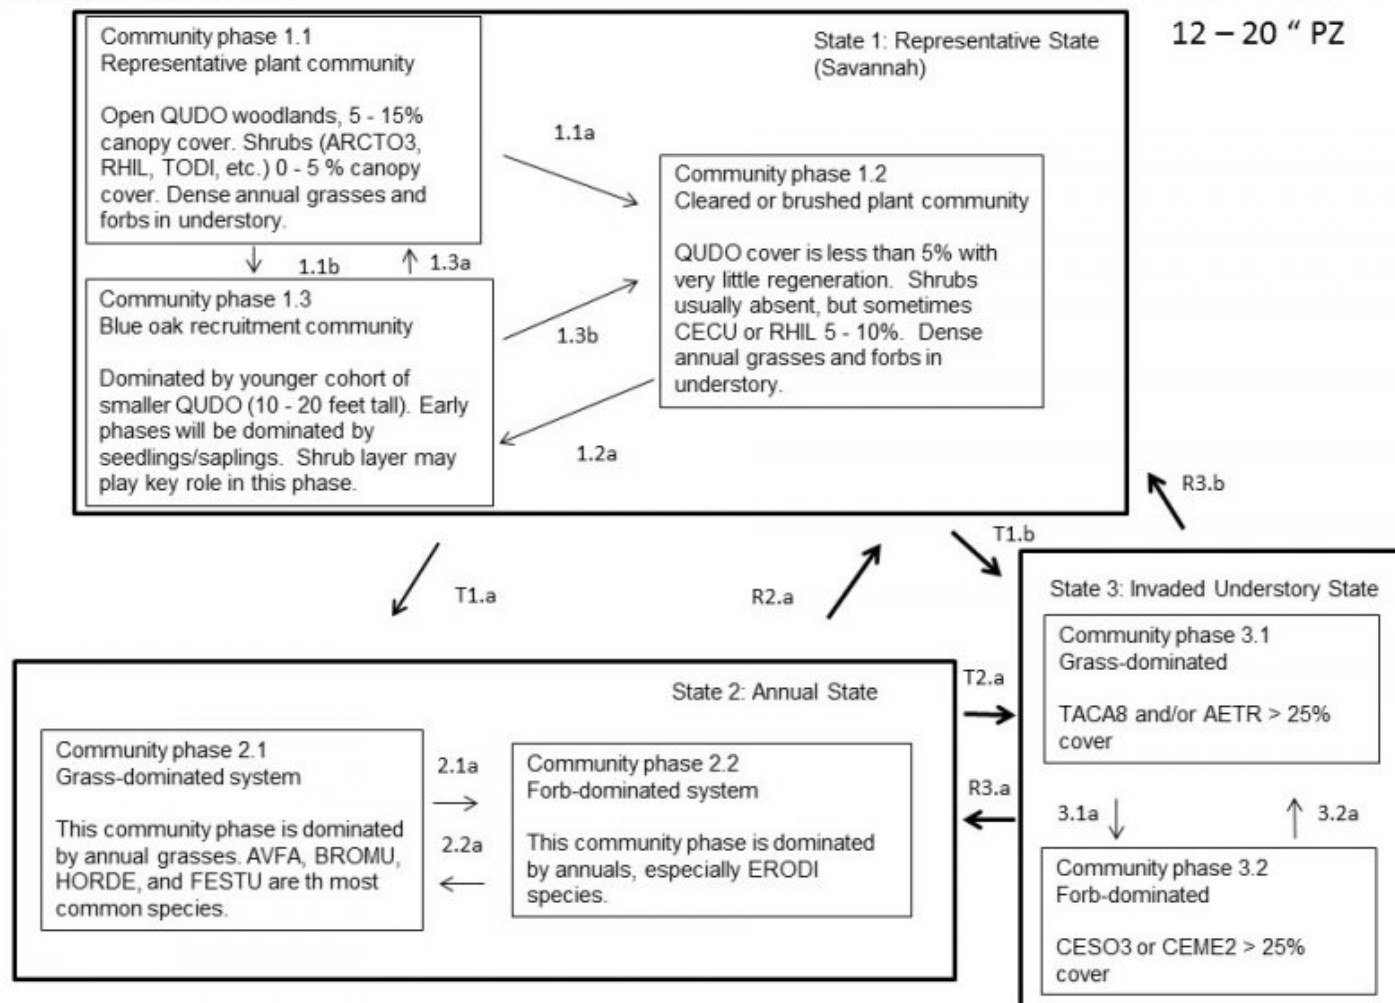 12 – 20 “ PZ
State 1: Representative State
(Savannah)
Community phase 1.1
Representative plant community
Open QUDO woodlands, 5 - 15%
canopy cover. Shrubs (ARCTO3,
RHIL, TODI, etc.) 0 - 5 % canopy
cover. Dense annual grasses and
forbs in understory.
1.1a
Community phase 1.2
Cleared or brushed plant community
QUDO cover is less than 5% with
very little regeneration. Shrubs
usually absent, but sometimes
CECU or RHIL 5 - 10%. Dense
annual grasses and forbs in
understory.
1.1b
1.3a
Community phase 1.3
Blue oak recruitment community
Dominated by younger cohort of
smaller QUDO (10 - 20 feet tall). Early
phases will be dominated by
seedlings/saplings. Shrub layer may
play key role in this phase.
1.3b
1.2a
R3.b
T1.b
T1.a
R2.a
State 3: Invaded Understory State
Community phase 3.1
Grass-dominated
TACA8 and/or AETR > 25%
cover
3.1a
3.2a
Community phase 3.2
Forb-dominated
CESO3 or CEME2 > 25%
cover
T2.a
R3.a
State 2: Annual State
Community phase 2.1
Grass-dominated system
This community phase is dominated
by annual grasses. AVFA, BROMU,
HORDE, and FESTU are th most
common species.
2.1a
2.2a
Community phase 2.2
Forb-dominated system
This community phase is dominated
by annuals, especially ERODI
species.